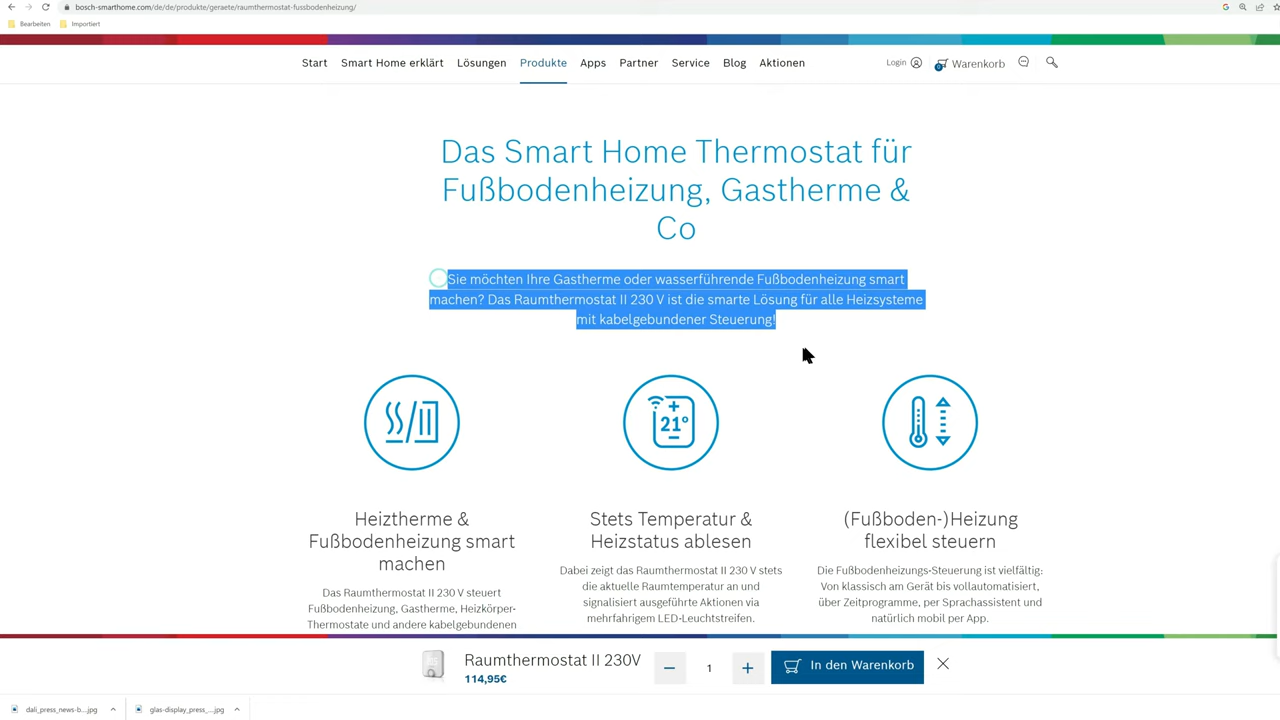 bosch-smarthome.com/de/de/produkte/geraete/raumthermostat-fussbodenheizung/
Bearbeiten Importiert
Start Smart Home erklärt Lösungen Produkte Apps Partner Service Blog Aktionen Login 0 Warenkorb
Das Smart Home Thermostat für
Fußbodenheizung, Gastherme &
Co
Sie möchten Ihre Gastherme oder wasserführende Fußbodenheizung smart
machen? Das Raumthermostat II 230 V ist die smarte Lösung für alle Heizsysteme
mit kabelgebundener Steuerung!
21°
Heiztherme &
Fußbodenheizung smart
machen
Das Raumthermostat II 230 V steuert
Fußbodenheizung, Gastherme, Heizkörper-
Thermostate und andere kabelgebundenen
Stets Temperatur &
Heizstatus ablesen
Dabei zeigt das Raumthermostat II 230 V stets
die aktuelle Raumtemperatur an und
signalisiert ausgeführte Aktionen via
mehrfahrigem LED-Leuchtstreifen.
(Fußboden-)Heizung
flexibel steuern
Die Fußbodenheizungs-Steuerung ist vielfältig:
Von klassisch am Gerät bis vollautomatisiert,
über Zeitprogramme, per Sprachassistent und
natürlich mobil per App.
Raumthermostat II 230V
114,95€
1
In den Warenkorb
dali_press_news-b....jpg glas-display_press_....jpg